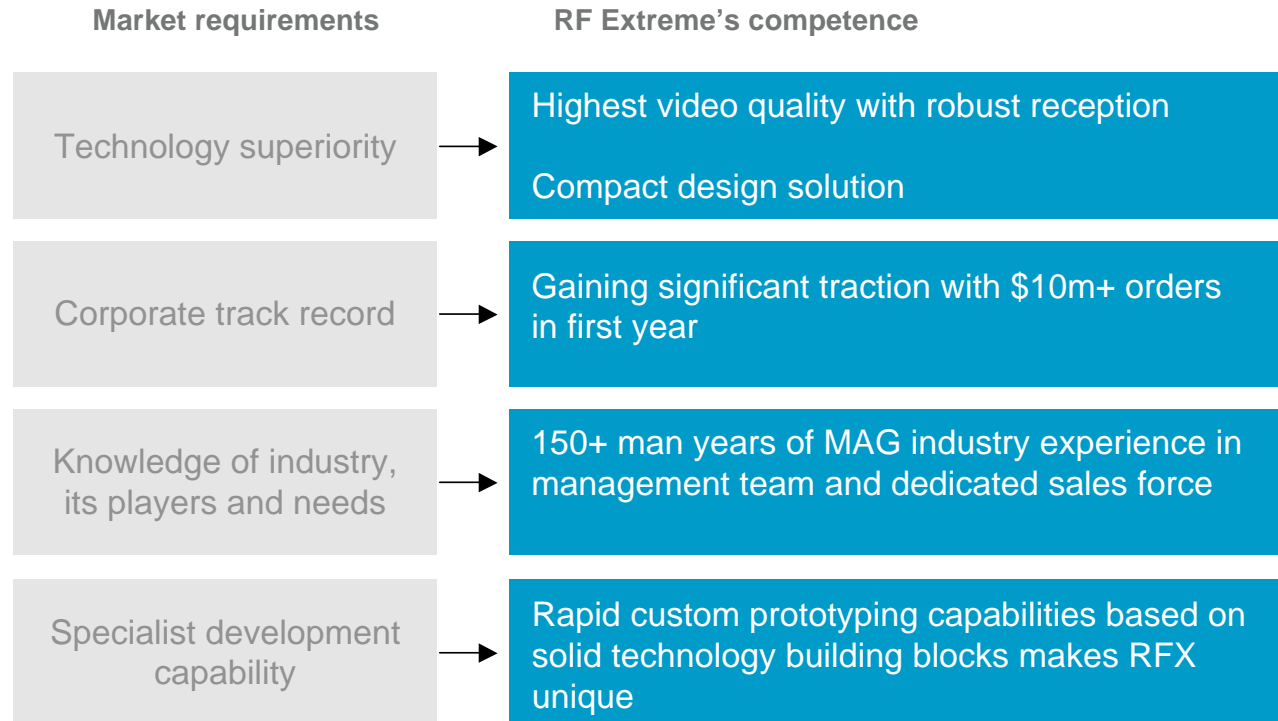 Market requirements
RF Extreme’s competence
Technology superiority
Highest video quality with robust reception
Compact design solution
Corporate track record
Gaining significant traction with $10m+ orders
in first year
Knowledge of industry,
its players and needs
150+ man years of MAG industry experience in
management team and dedicated sales force
Specialist development
capability
Rapid custom prototyping capabilities based on
solid technology building blocks makes RFX
unique